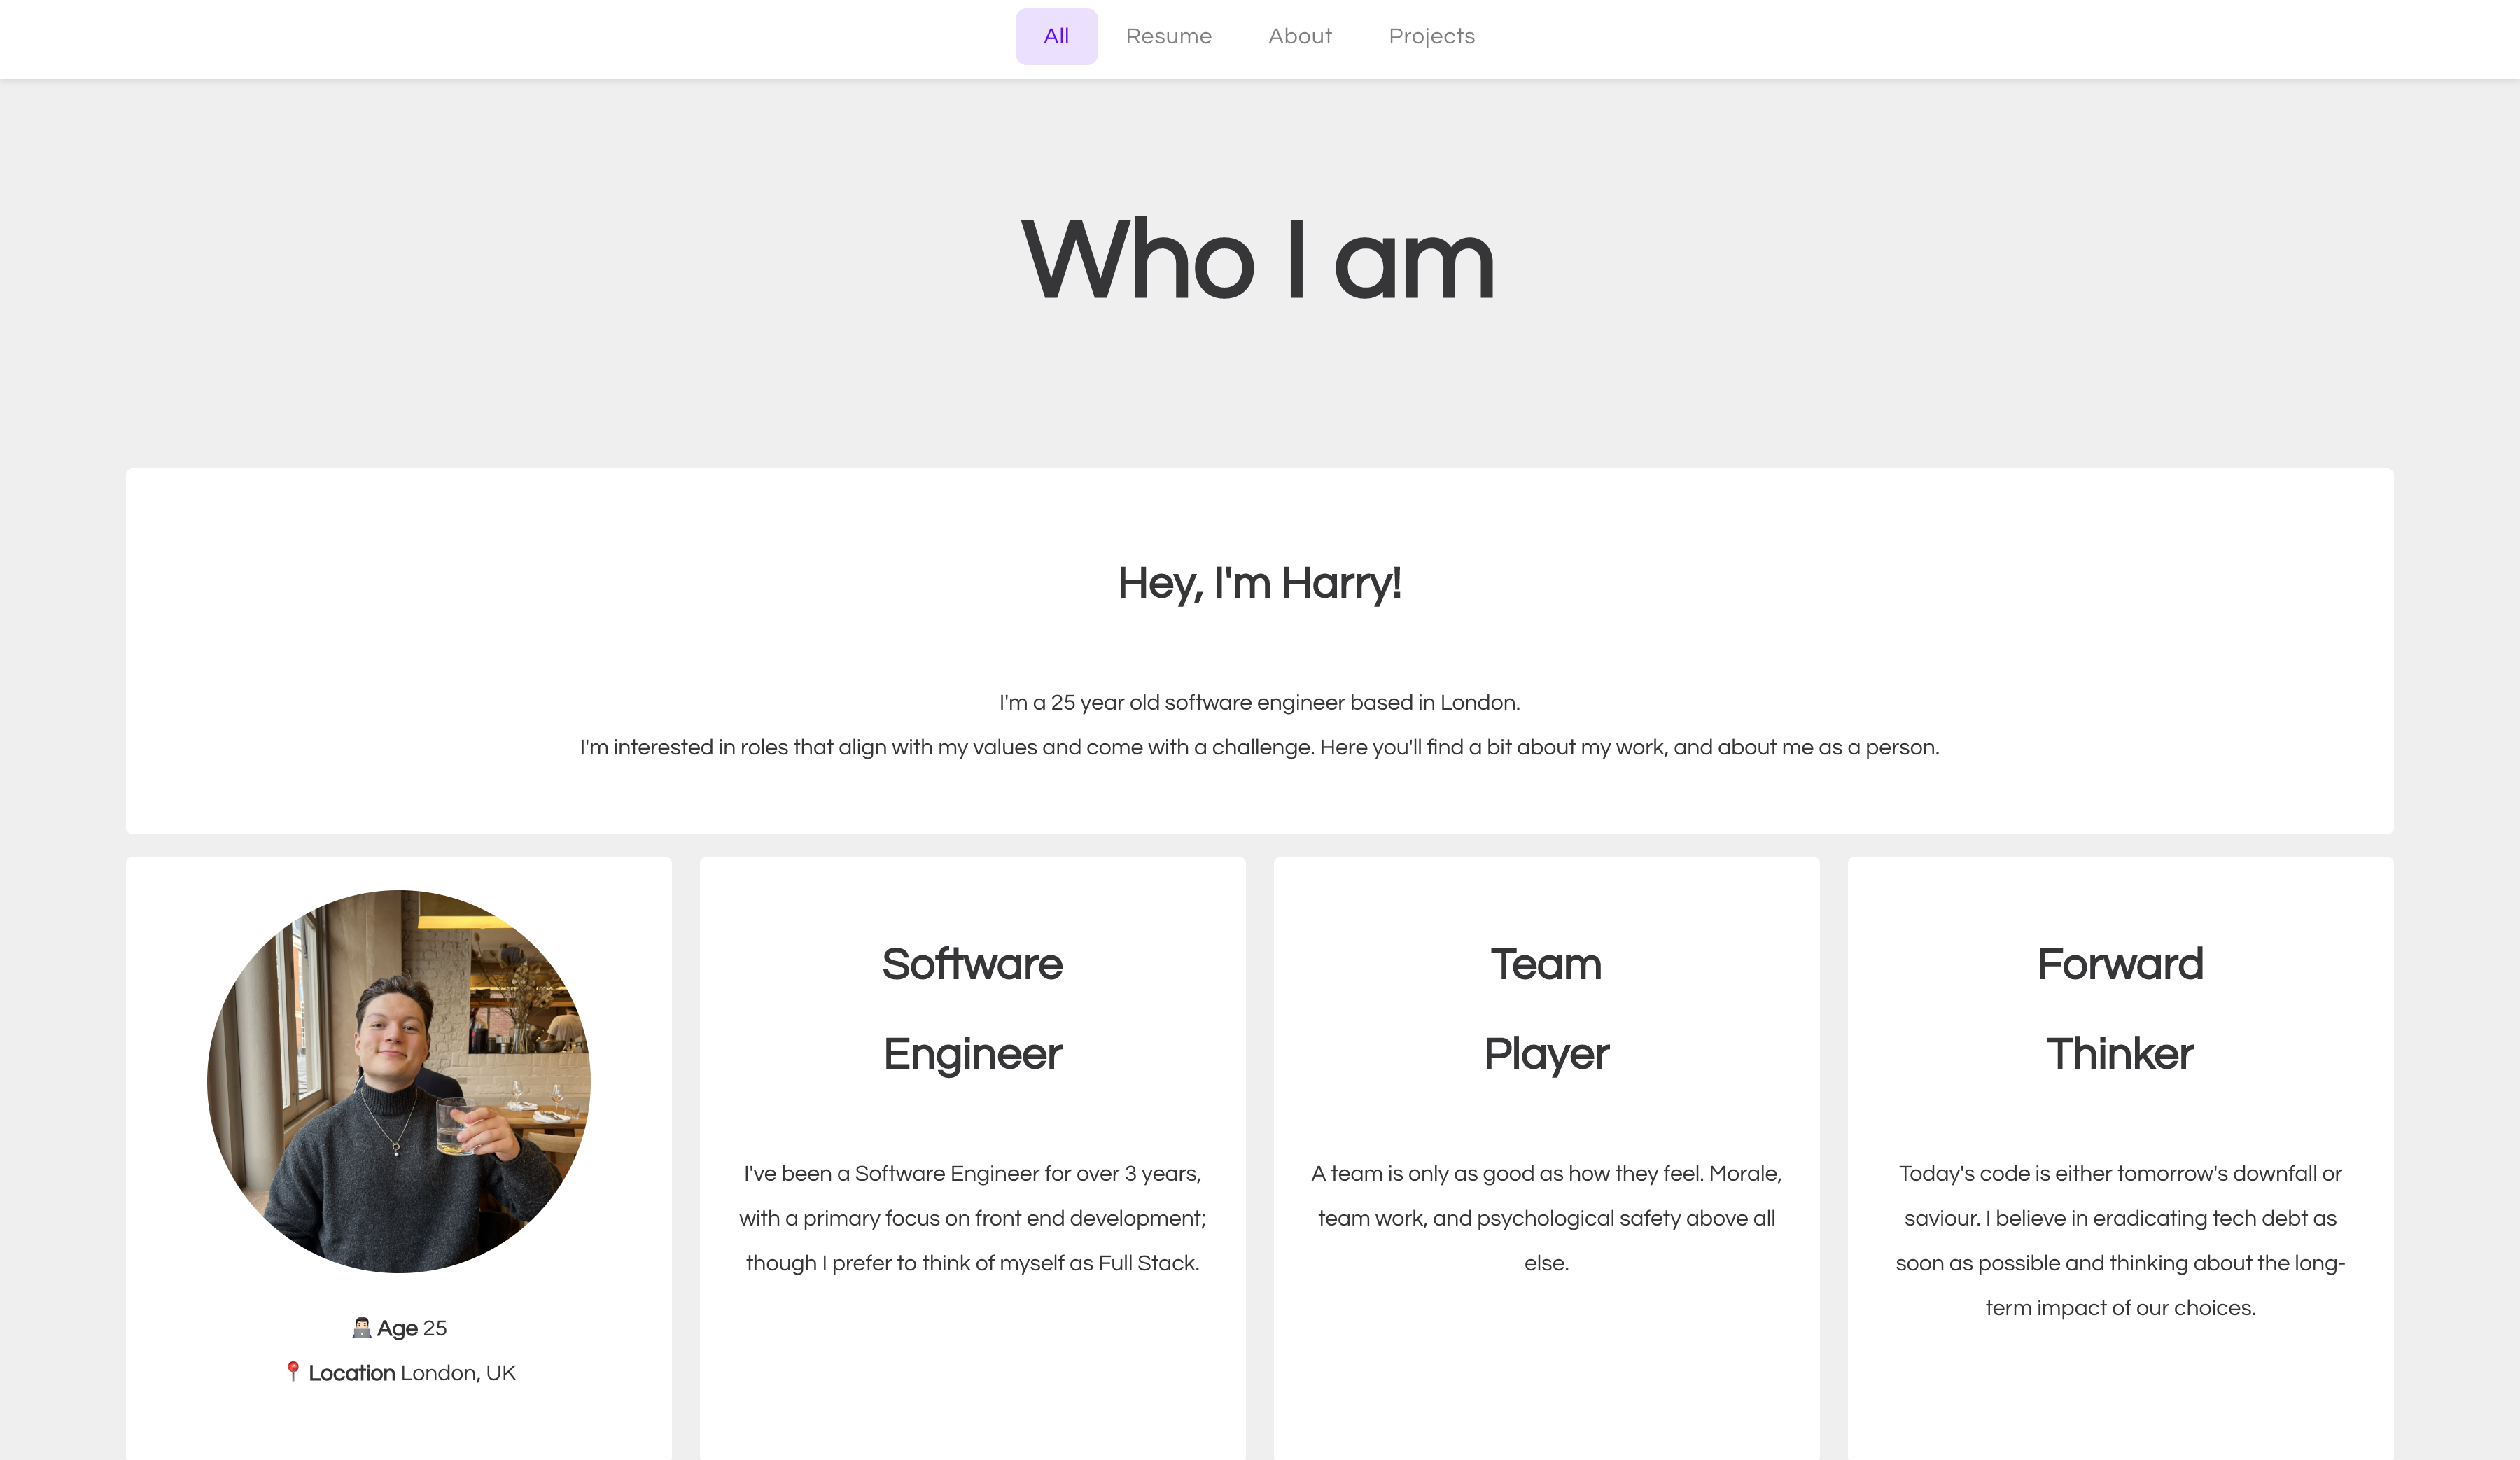 All Resume About Projects
Who I am
Hey, I'm Harry!
I'm a 25 year old software engineer based in London.
I'm interested in roles that align with my values and come with a challenge. Here you'll find a bit about my work, and about me as a person.
👨🏻‍💻 Age 25
📍 Location London, UK
Software
Engineer
I've been a Software Engineer for over 3 years,
with a primary focus on front end development;
though I prefer to think of myself as Full Stack.
Team
Player
A team is only as good as how they feel. Morale,
team work, and psychological safety above all
else.
Forward
Thinker
Today's code is either tomorrow's downfall or
saviour. I believe in eradicating tech debt as
soon as possible and thinking about the long-
term impact of our choices.